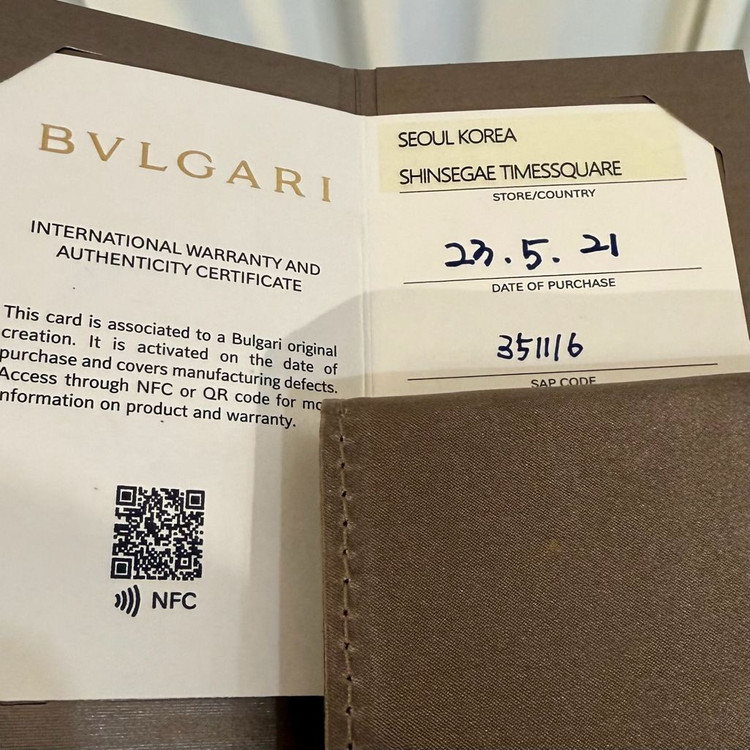 BVLGARI
INTERNATIONAL WARRANTY AND
AUTHENTICITY CERTIFICATE
This card is associated to a Bulgari original
creation. It is activated on the date of
purchase and covers manufacturing defects.
Access through NFC or QR code for
information on product and warranty.
NFC
SEOUL KOREA
SHINSEGAE TIMESSQUARE
STORE/COUNTRY
23.5.21
DATE OF PURCHASE
351116
SAP CODE